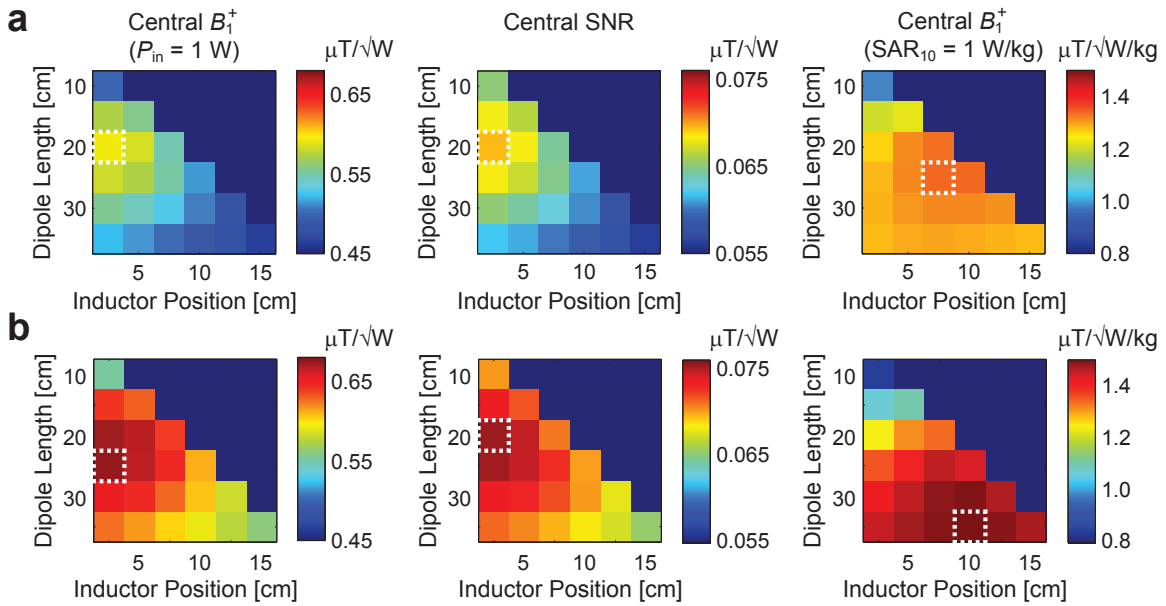 a
Central B₁⁺
(Pin = 1 W)
μT/√W
0.65
0.55
0.45
Dipole Length [cm]
10
20
30
5 10 15
Inductor Position [cm]
Central SNR
μT/√W
0.075
0.065
0.055
Dipole Length [cm]
10
20
30
5 10 15
Inductor Position [cm]
Central B₁⁺
(SAR₁₀ = 1 W/kg)
μT/√W/kg
1.4
1.2
1.0
0.8
Dipole Length [cm]
10
20
30
5 10 15
Inductor Position [cm]
b
μT/√W
0.65
0.55
0.45
Dipole Length [cm]
10
20
30
5 10 15
Inductor Position [cm]
μT/√W
0.075
0.065
0.055
Dipole Length [cm]
10
20
30
5 10 15
Inductor Position [cm]
μT/√W/kg
1.4
1.2
1.0
0.8
Dipole Length [cm]
10
20
30
5 10 15
Inductor Position [cm]